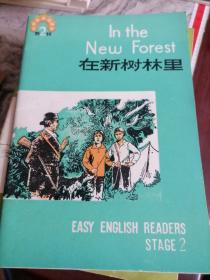 In the
New Forest
在新树林里
EASY ENGLISH READERS
STAGE 2